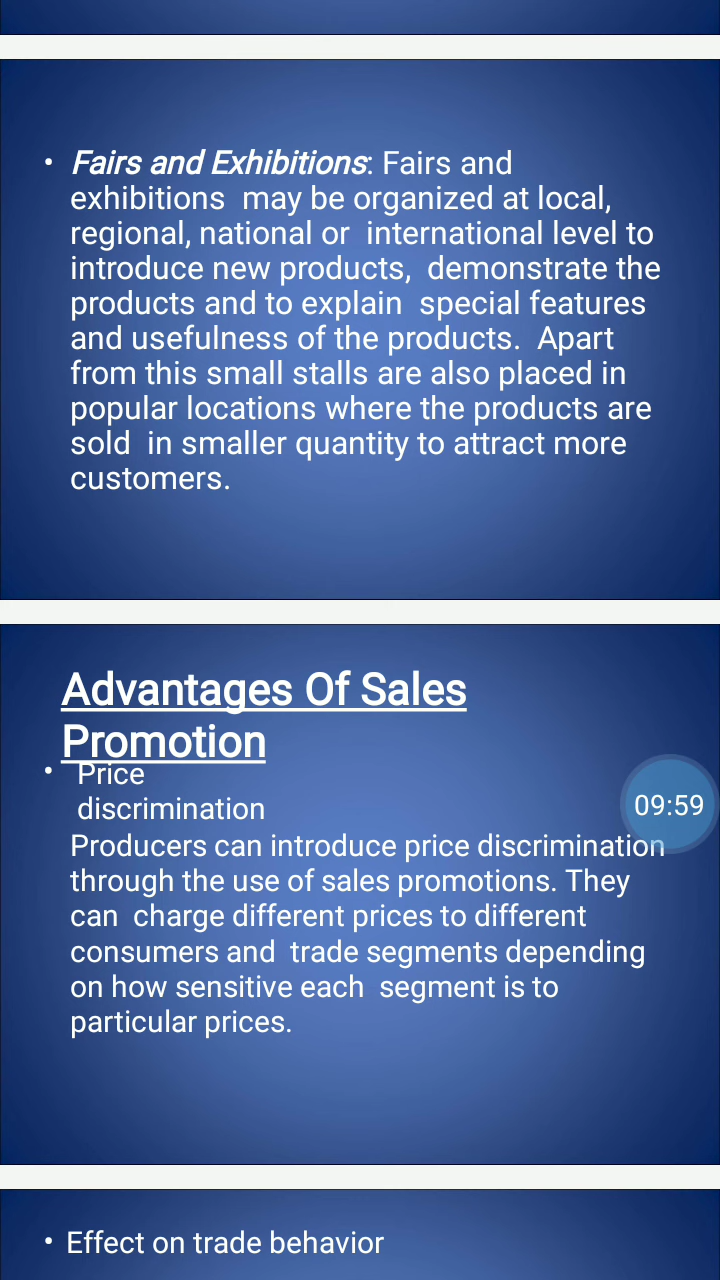 • Fairs and Exhibitions: Fairs and
exhibitions  may be organized at local,
regional, national or  international level to
introduce new products,  demonstrate the
products and to explain  special features
and usefulness of the products.  Apart
from this small stalls are also placed in
popular locations where the products are
sold  in smaller quantity to attract more
customers.
Advantages Of Sales
Promotion
• Price
discrimination
09:59
Producers can introduce price discrimination
through the use of sales promotions. They
can  charge different prices to different
consumers and  trade segments depending
on how sensitive each  segment is to
particular prices.
• Effect on trade behavior